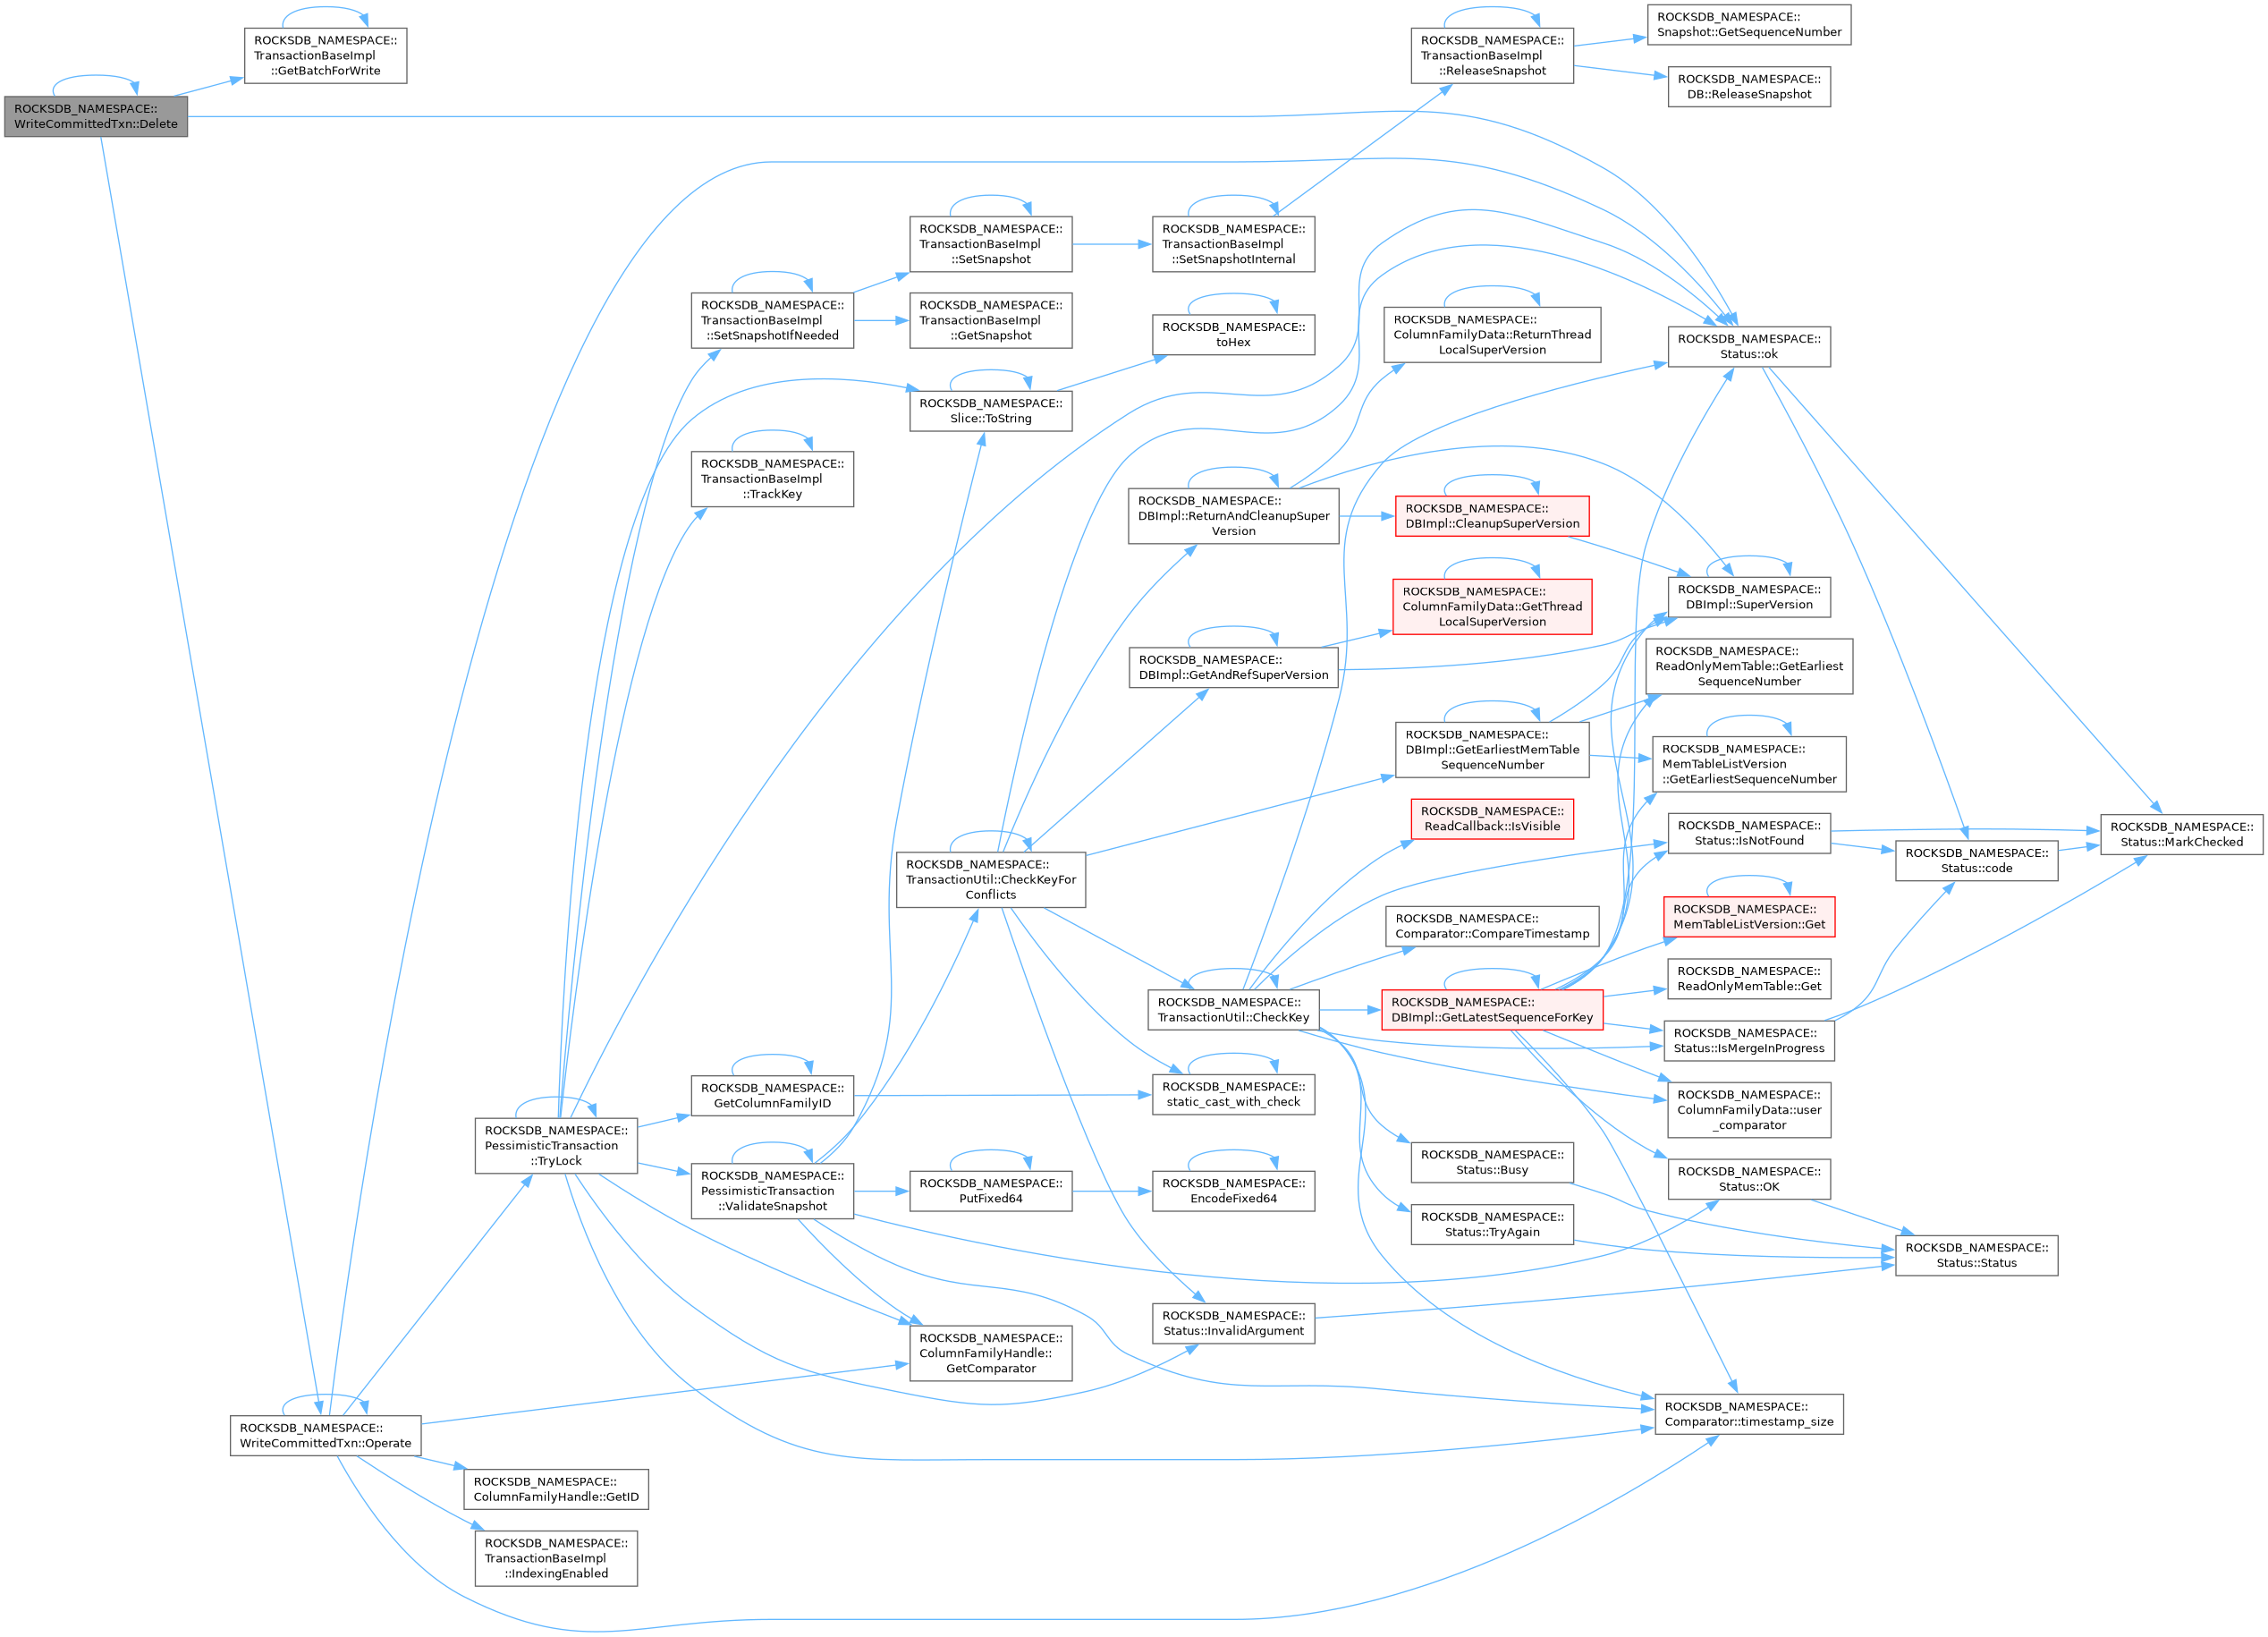 ROCKSDB_NAMESPACE::
WriteCommittedTxn::Delete
ROCKSDB_NAMESPACE::
TransactionBaseImpl
::GetBatchForWrite
ROCKSDB_NAMESPACE::
WriteCommittedTxn::Operate
ROCKSDB_NAMESPACE::
PessimisticTransaction
::TryLock
ROCKSDB_NAMESPACE::
ColumnFamilyHandle::GetID
ROCKSDB_NAMESPACE::
TransactionBaseImpl
::IndexingEnabled
ROCKSDB_NAMESPACE::
TransactionBaseImpl
::SetSnapshotIfNeeded
ROCKSDB_NAMESPACE::
TransactionBaseImpl
::TrackKey
ROCKSDB_NAMESPACE::
GetColumnFamilyID
ROCKSDB_NAMESPACE::
PessimisticTransaction
::ValidateSnapshot
ROCKSDB_NAMESPACE::
TransactionBaseImpl
::SetSnapshot
ROCKSDB_NAMESPACE::
TransactionBaseImpl
::GetSnapshot
ROCKSDB_NAMESPACE::
Slice::ToString
ROCKSDB_NAMESPACE::
TransactionUtil::CheckKeyFor
Conflicts
ROCKSDB_NAMESPACE::
PutFixed64
ROCKSDB_NAMESPACE::
ColumnFamilyHandle::
GetComparator
ROCKSDB_NAMESPACE::
TransactionBaseImpl
::SetSnapshotInternal
ROCKSDB_NAMESPACE::
toHex
ROCKSDB_NAMESPACE::
DBImpl::ReturnAndCleanupSuper
Version
ROCKSDB_NAMESPACE::
DBImpl::GetAndRefSuperVersion
ROCKSDB_NAMESPACE::
TransactionUtil::CheckKey
ROCKSDB_NAMESPACE::
static_cast_with_check
ROCKSDB_NAMESPACE::
EncodeFixed64
ROCKSDB_NAMESPACE::
Status::InvalidArgument
ROCKSDB_NAMESPACE::
TransactionBaseImpl
::ReleaseSnapshot
ROCKSDB_NAMESPACE::
ColumnFamilyData::ReturnThread
LocalSuperVersion
ROCKSDB_NAMESPACE::
DBImpl::CleanupSuperVersion
ROCKSDB_NAMESPACE::
ColumnFamilyData::GetThread
LocalSuperVersion
ROCKSDB_NAMESPACE::
DBImpl::GetEarliestMemTable
SequenceNumber
ROCKSDB_NAMESPACE::
ReadCallback::IsVisible
ROCKSDB_NAMESPACE::
Comparator::CompareTimestamp
ROCKSDB_NAMESPACE::
DBImpl::GetLatestSequenceForKey
ROCKSDB_NAMESPACE::
Status::Busy
ROCKSDB_NAMESPACE::
Status::TryAgain
ROCKSDB_NAMESPACE::
Snapshot::GetSequenceNumber
ROCKSDB_NAMESPACE::
DB::ReleaseSnapshot
ROCKSDB_NAMESPACE::
Status::ok
ROCKSDB_NAMESPACE::
DBImpl::SuperVersion
ROCKSDB_NAMESPACE::
ReadOnlyMemTable::GetEarliest
SequenceNumber
ROCKSDB_NAMESPACE::
MemTableListVersion
::GetEarliestSequenceNumber
ROCKSDB_NAMESPACE::
Status::IsNotFound
ROCKSDB_NAMESPACE::
MemTableListVersion::Get
ROCKSDB_NAMESPACE::
ReadOnlyMemTable::Get
ROCKSDB_NAMESPACE::
Status::IsMergeInProgress
ROCKSDB_NAMESPACE::
ColumnFamilyData::user
_comparator
ROCKSDB_NAMESPACE::
Status::OK
ROCKSDB_NAMESPACE::
Comparator::timestamp_size
ROCKSDB_NAMESPACE::
Status::code
ROCKSDB_NAMESPACE::
Status::Status
ROCKSDB_NAMESPACE::
Status::MarkChecked